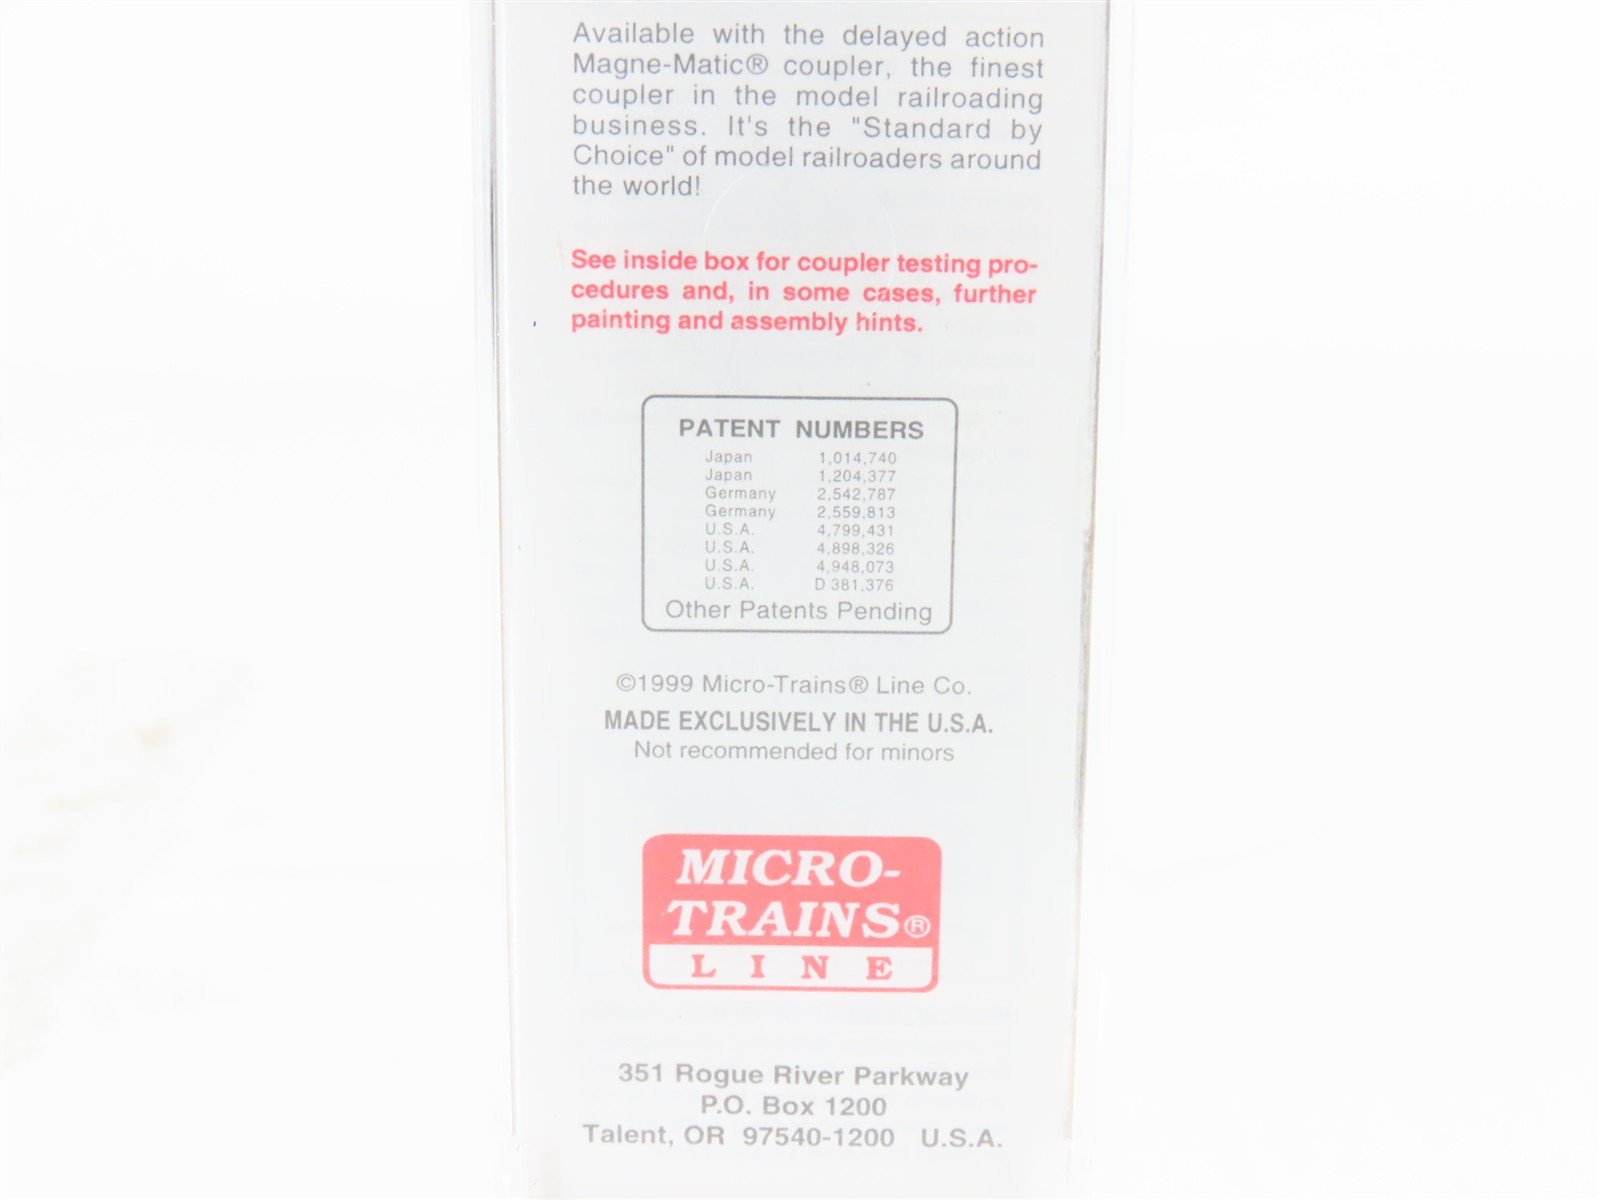 Available with the delayed action
Magne-Matic® coupler, the finest
coupler in the model railroading
business. It's the "Standard by
Choice" of model railroaders around
the world!
See inside box for coupler testing pro-
cedures and, in some cases, further
painting and assembly hints.
PATENT NUMBERS
Japan 1,014,740
Japan 1,204,377
Germany 2,542,787
Germany 2,559,813
U.S.A. 4,799,431
U.S.A. 4,898,326
U.S.A. 4,948,073
U.S.A. D 381,376
Other Patents Pending
©1999 Micro-Trains® Line Co.
MADE EXCLUSIVELY IN THE U.S.A.
Not recommended for minors
MICRO-
TRAINS®
LINE
351 Rogue River Parkway
P.O. Box 1200
Talent, OR 97540-1200 U.S.A.